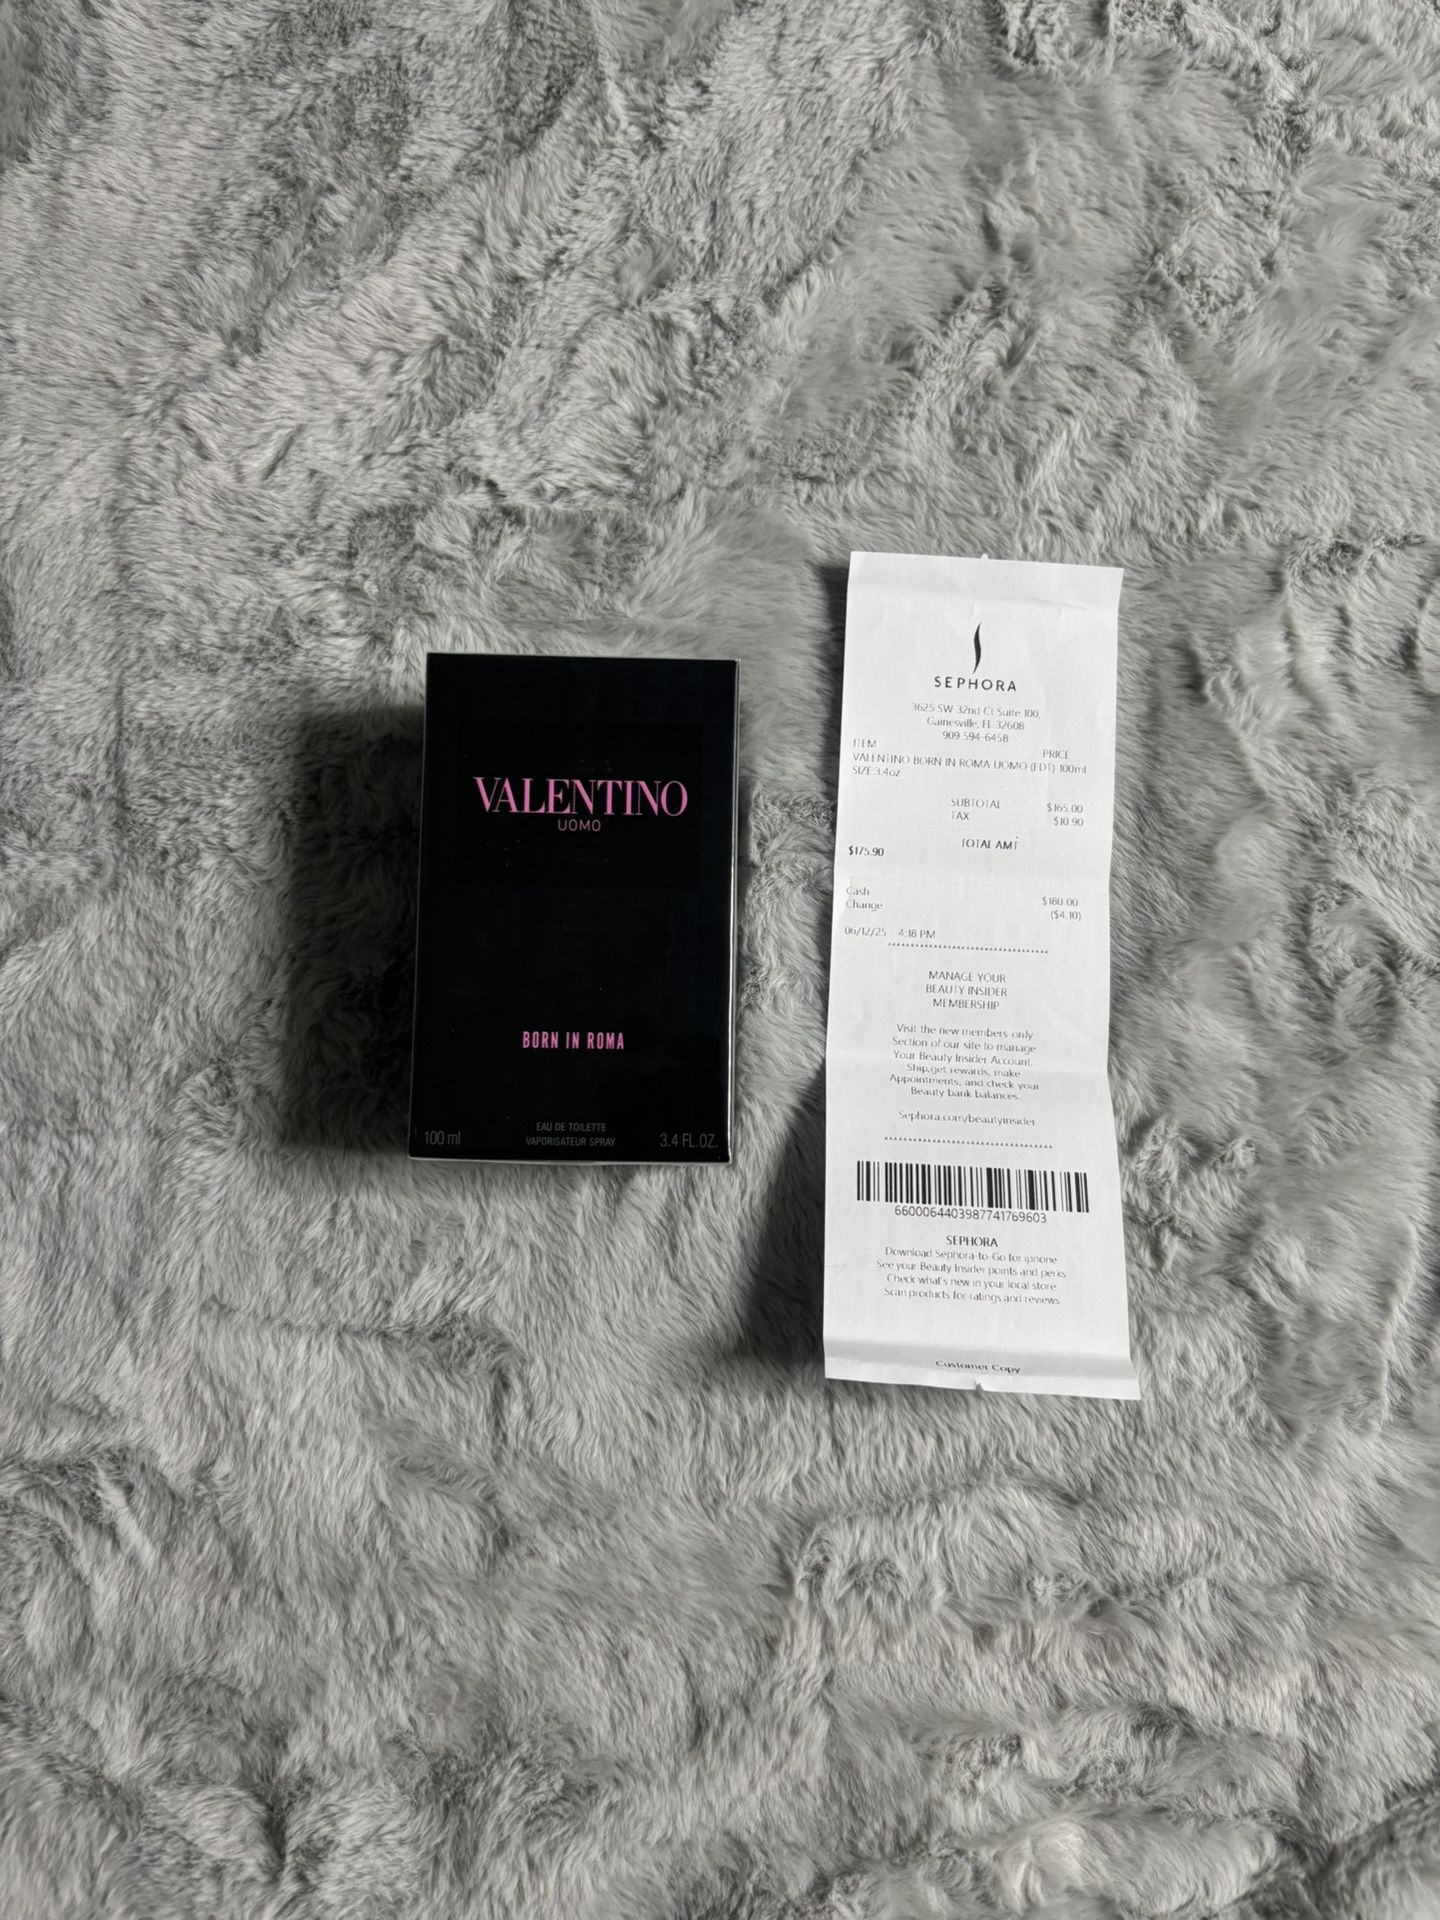 VALENTINO
UOMO
BORN IN ROMA
EAU DE TOILETTE
100 ml VAPORISATEUR SPRAY 3.4 FL.OZ.
SEPHORA
3625 SW 32nd Ct Suite 100,
Gainesville, FL 32608
909 594-6458
ITEM PRICE
VALENTINO BORN IN ROMA UOMO (EDT) 100ml
SIZE:3.4oz
SUBTOTAL $165.00
TAX $10.90
TOTAL AMT
$175.90
Cash $180.00
Change ($4.10)
06/12/25 4:18 PM
MANAGE YOUR
BEAUTY INSIDER
MEMBERSHIP
Visit the new members-only
Section of our site to manage
Your Beauty Insider Account.
Ship,get rewards, make
Appointments, and check your
Beauty bank balances.
Sephora.com/beautyinsider
6600064403987741769603
SEPHORA
Download Sephora-to-Go for iphone
See your Beauty Insider points and perks.
Check what's new in your local store
Scan products for ratings and reviews.
Customer Copy